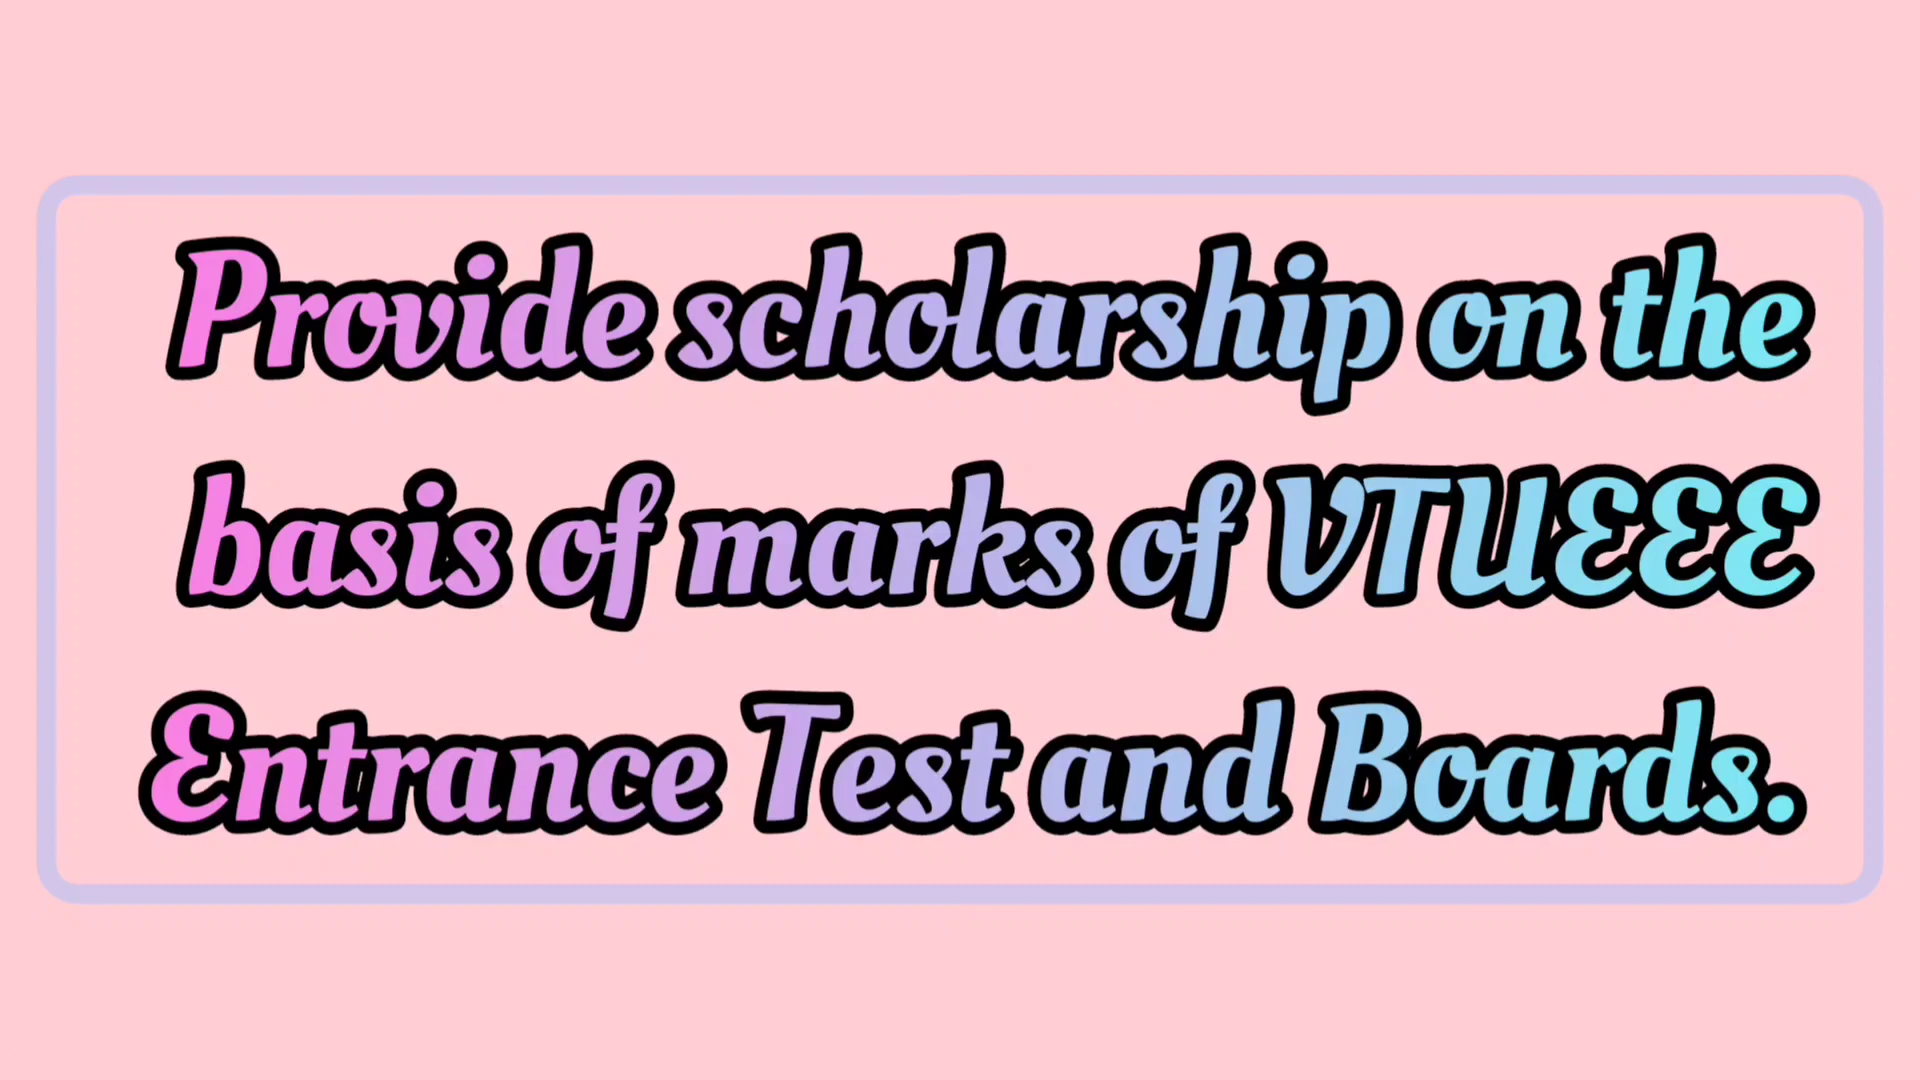 Provide scholarship on the
basis of marks of VTUEEE
Entrance Test and Boards.